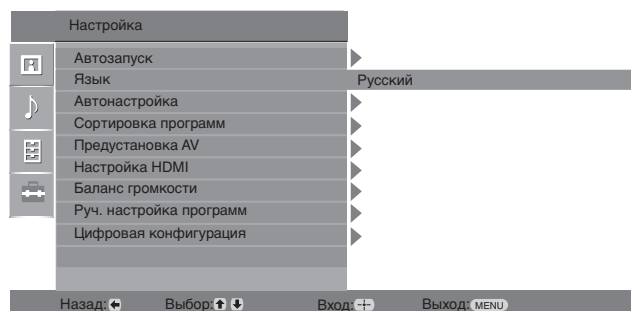 Настройка
Автозапуск
Язык Русский
Автонастройка
Сортировка программ
Предустановка AV
Настройка HDMI
Баланс громкости
Руч. настройка программ
Цифровая конфигурация
Назад: Выбор: Вход: Выход: MENU